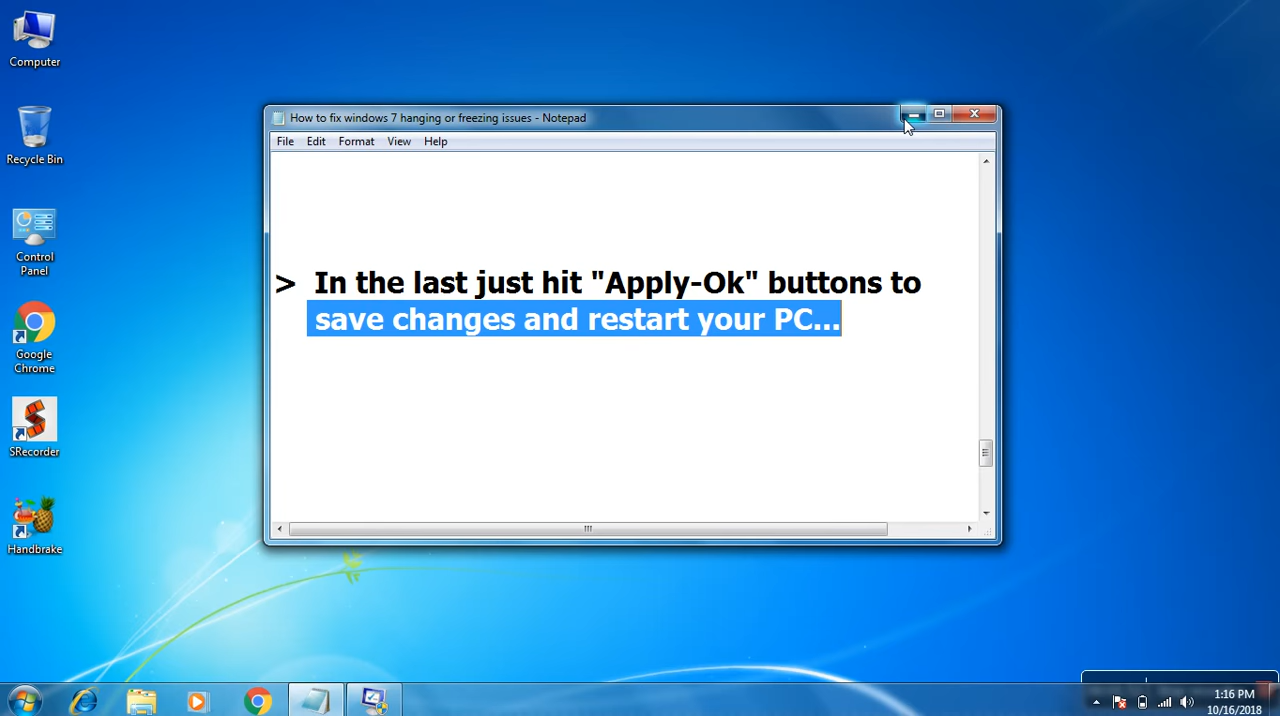 Computer
Recycle Bin
Control
Panel
Google
Chrome
SRecorder
Handbrake
How to fix windows 7 hanging or freezing issues - Notepad
File Edit Format View Help
> In the last just hit "Apply-Ok" buttons to
save changes and restart your PC...
1:16 PM
10/16/2018